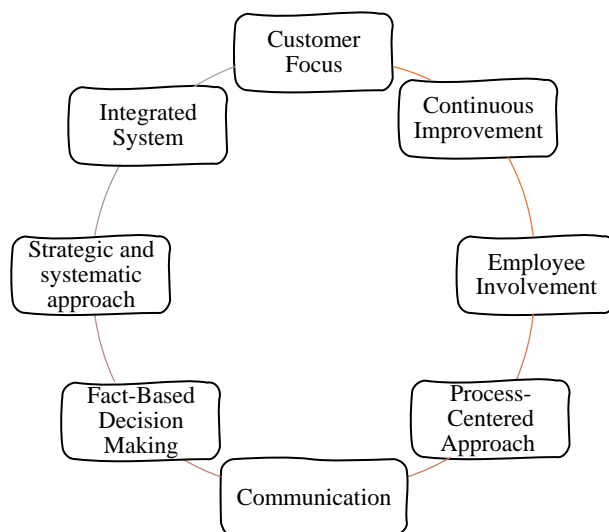 Customer
Focus
Continuous
Improvement
Employee
Involvement
Process-
Centered
Approach
Communication
Fact-Based
Decision
Making
Strategic and
systematic
approach
Integrated
System